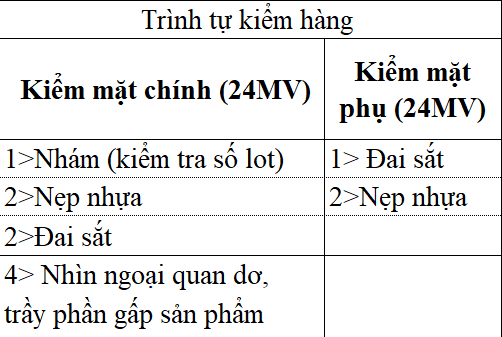 Trình tự kiểm hàng
Kiểm mặt chính (24MV)
Kiểm mặt
phụ (24MV)
1>Nhám (kiểm tra số lot)
1> Đai sắt
2>Nẹp nhựa
2>Nẹp nhựa
2>Đai sắt
4> Nhìn ngoại quan dơ,
trầy phần gấp sản phẩm